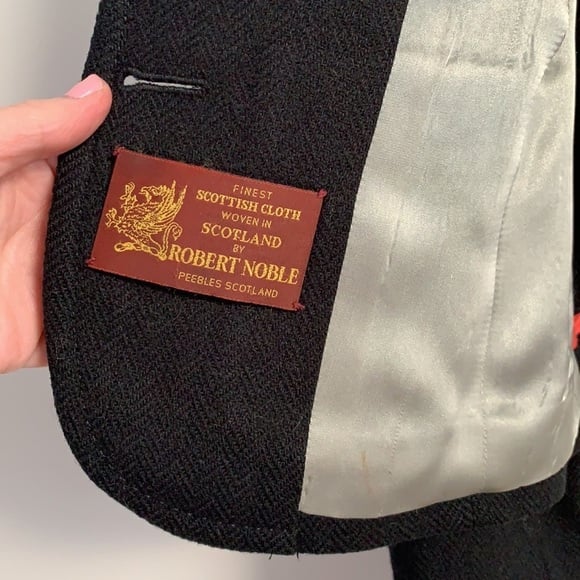 FINEST
SCOTTISH CLOTH
WOVEN IN
SCOTLAND
BY
ROBERT NOBLE
PEEBLES SCOTLAND